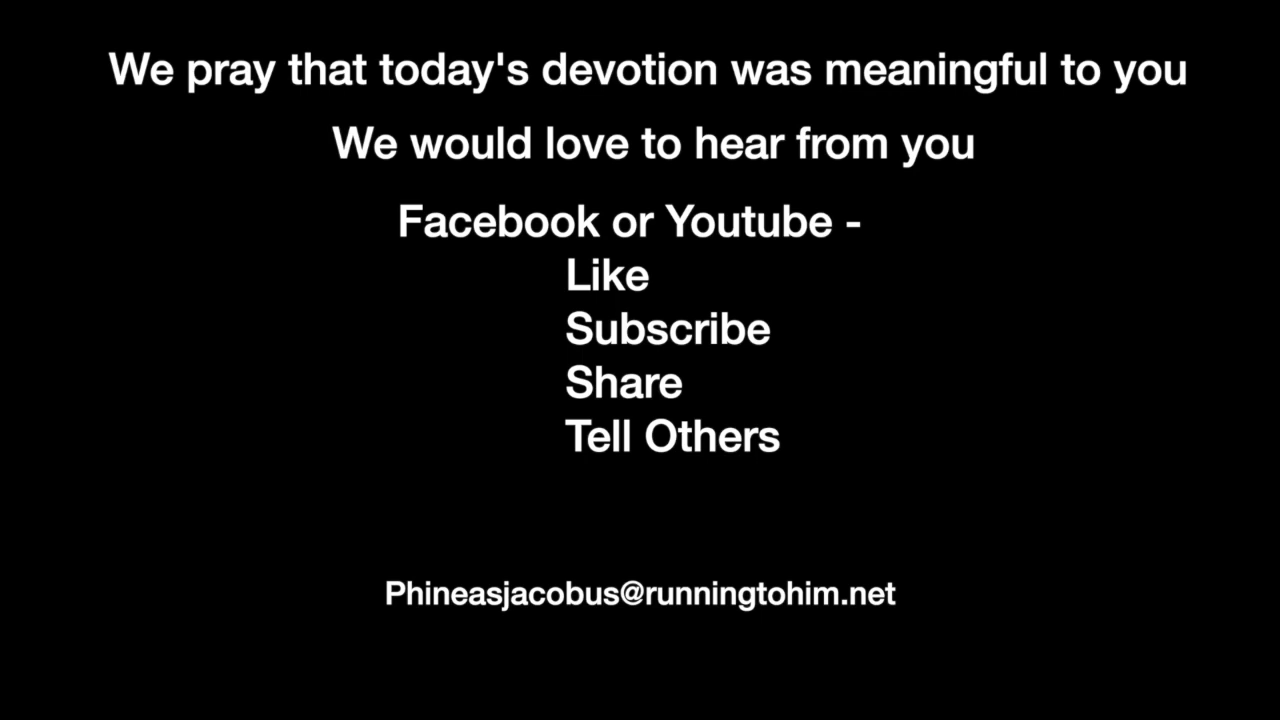 We pray that today's devotion was meaningful to you
We would love to hear from you
Facebook or Youtube -
Like
Subscribe
Share
Tell Others
Phineasjacobus@runningtohim.net